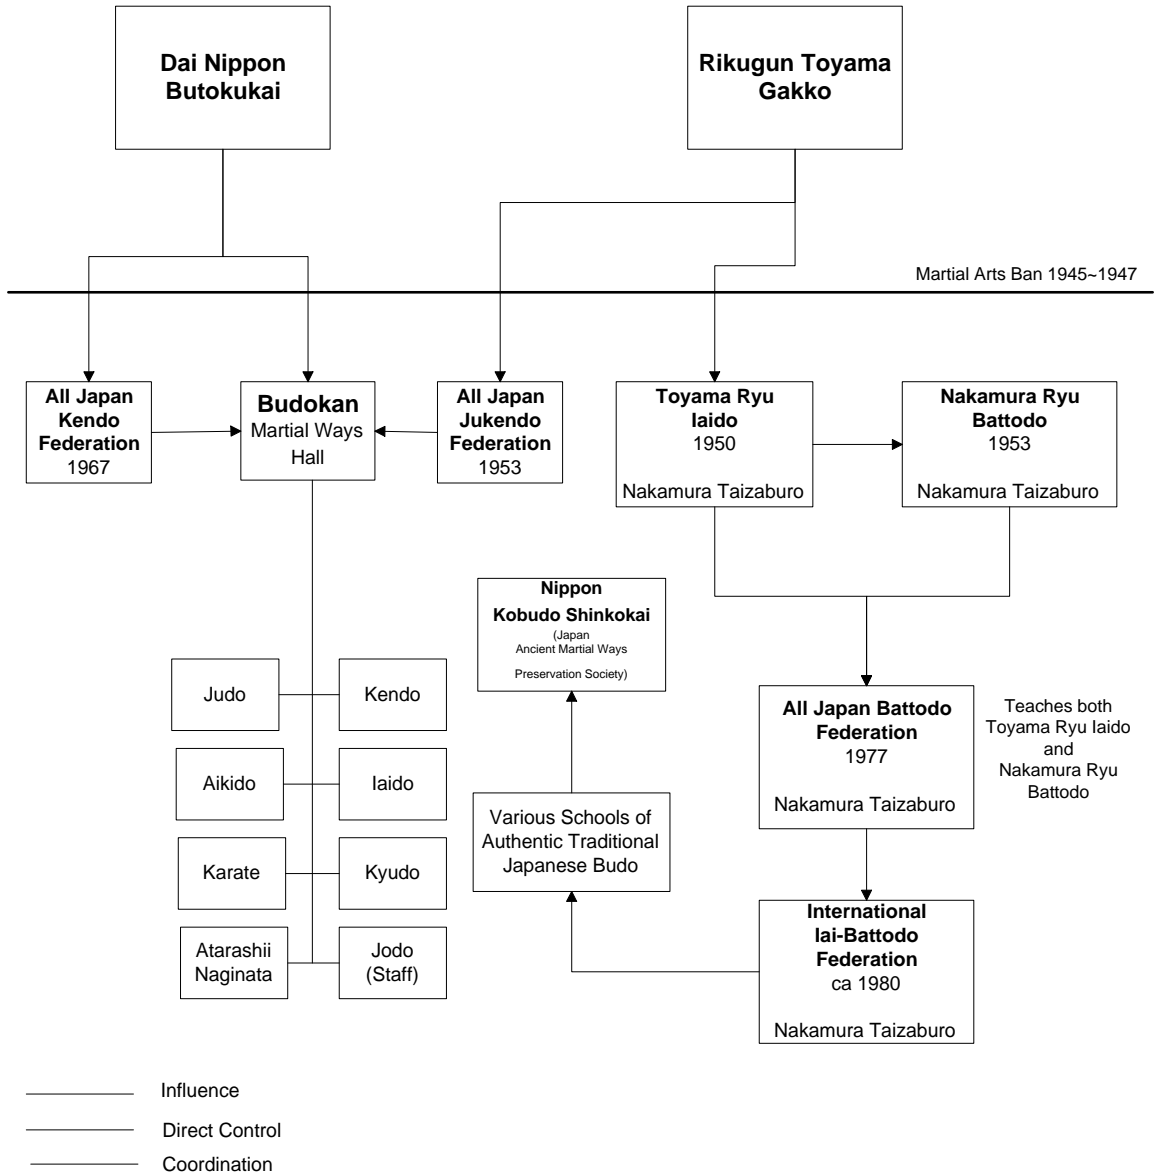 Dai Nippon
Butokukai
Rikugun Toyama
Gakko
Martial Arts Ban 1945~1947
All Japan
Kendo
Federation
1967
Budokan
Martial Ways
Hall
All Japan
Jukendo
Federation
1953
Toyama Ryu
Iaido
1950
Nakamura Taizaburo
Nakamura Ryu
Battodo
1953
Nakamura Taizaburo
Nippon
Kobudo Shinkokai
(Japan
Ancient Martial Ways
Preservation Society)
Judo
Kendo
Aikido
Iaido
Karate
Kyudo
Atarashii
Naginata
Jodo
(Staff)
Various Schools of
Authentic Traditional
Japanese Budo
All Japan Battodo
Federation
1977
Nakamura Taizaburo
Teaches both
Toyama Ryu Iaido
and
Nakamura Ryu
Battodo
International
Iai-Battodo
Federation
ca 1980
Nakamura Taizaburo
Influence
Direct Control
Coordination